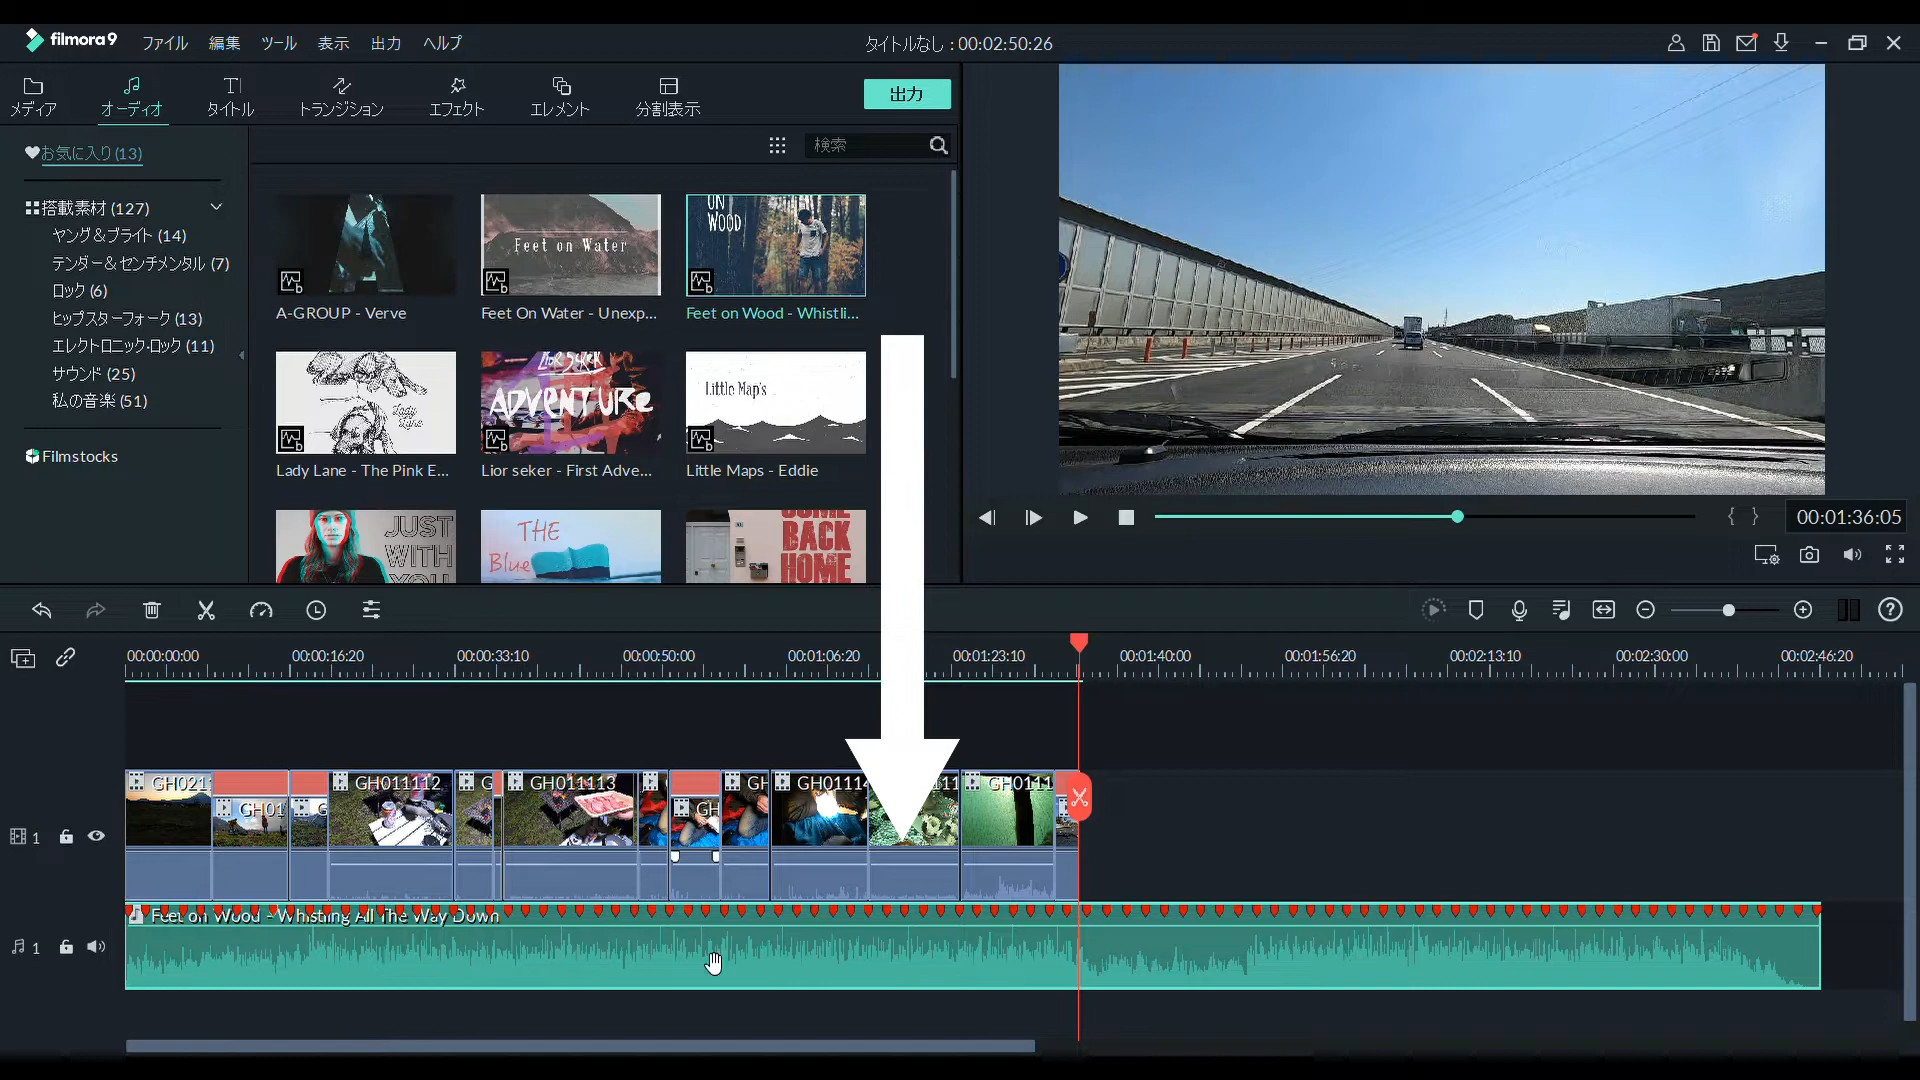 filmora9 ファイル 編集 ツール 表示 出力 ヘルプ タイトルなし : 00:02:50:26
メディア オーディオ タイトル トランジション エフェクト エレメント 分割表示 出力
お気に入り (13)
検索
搭載素材 (127)
ヤング＆ブライト (14)
テンダー＆センチメンタル (7)
ロック (6)
ヒップスターフォーク (13)
エレクトロニック·ロック (11)
サウンド (25)
私の音楽 (51)
Filmstocks
Feet on Water
ON WOOD
A-GROUP - Verve
Feet On Water - Unexp...
Feet on Wood - Whistli...
Lady Lane
LIOR SEKER
ADVENTURE
Little Map's
Lady Lane - The Pink E...
Lior seker - First Adve...
Little Maps - Eddie
JUST WITH YOU
THE Blue
COME BACK HOME
00:01:36:05
00:00:00:00 00:00:16:20 00:00:33:10 00:00:50:00 00:01:06:20 00:01:23:10 00:01:40:00 00:01:56:20 00:02:13:10 00:02:30:00 00:02:46:20
GH021 GH01 G GH011112 G GH011113 GH GH GH01114 11 GH0111
1
Feet on Wood - Whistling All The Way Down
1